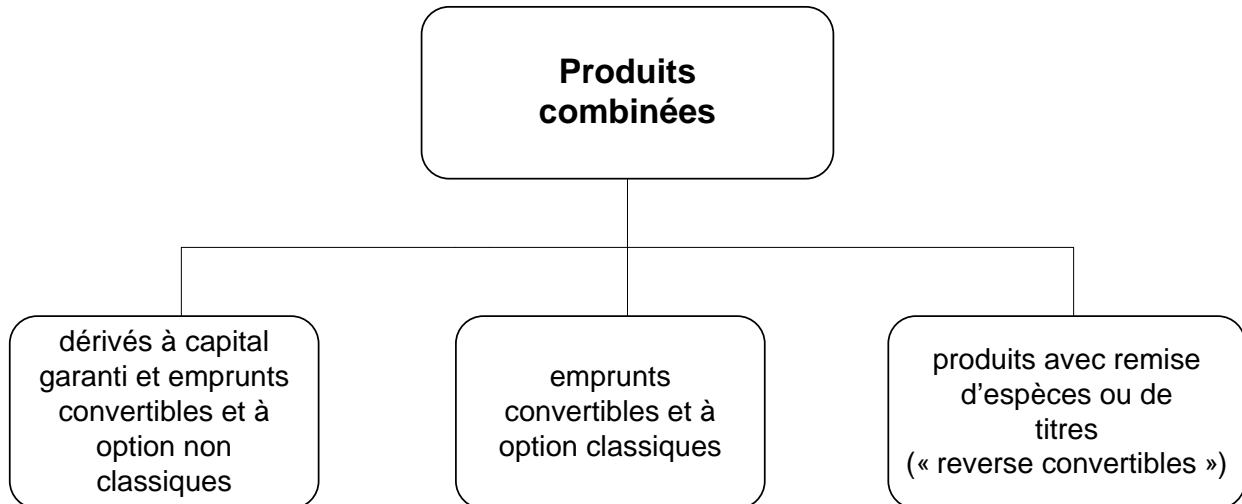 Produits
combinées
dérivés à capital
garanti et emprunts
convertibles et à
option non
classiques
emprunts
convertibles et à
option classiques
produits avec remise
d'espèces ou de
titres
(« reverse convertibles »)